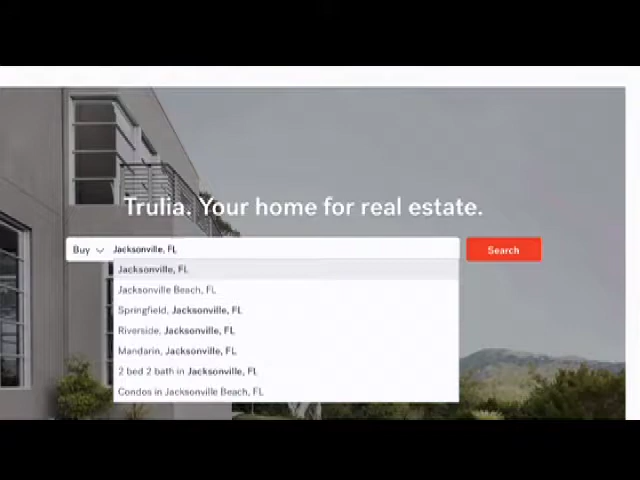 Trulia. Your home for real estate.
Buy Jacksonville, FL Search
Jacksonville, FL
Jacksonville Beach, FL
Springfield, Jacksonville, FL
Riverside, Jacksonville, FL
Mandarin, Jacksonville, FL
2 bed 2 bath in Jacksonville, FL
Condos in Jacksonville Beach, FL